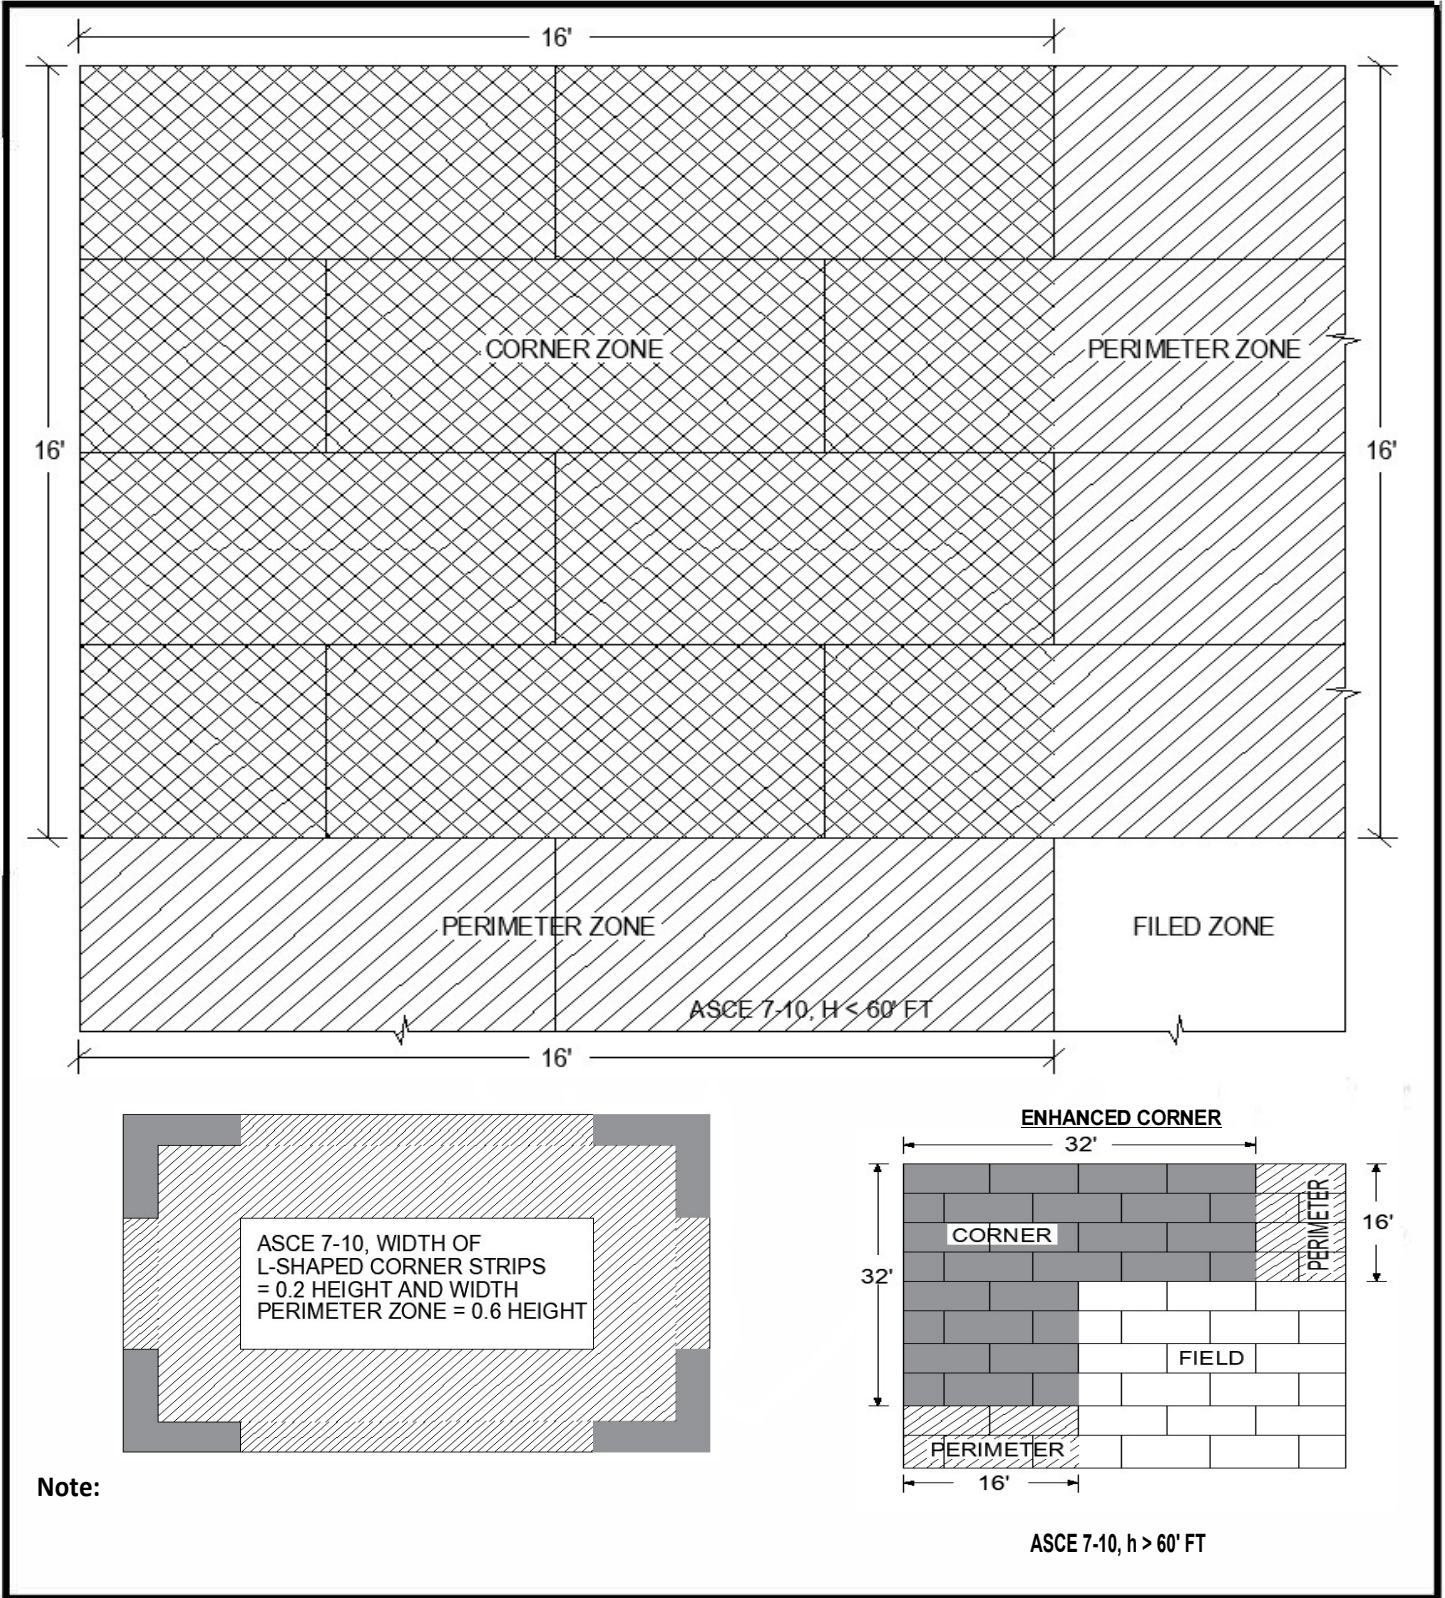 16'
CORNER ZONE
PERIMETER ZONE
16'
16'
PERIMETER ZONE
FILED ZONE
ASCE 7-10, H < 60' FT
16'
ENHANCED CORNER
32'
PERIMETER
16'
CORNER
32'
ASCE 7-10, WIDTH OF
L-SHAPED CORNER STRIPS
= 0.2 HEIGHT AND WIDTH
PERIMETER ZONE = 0.6 HEIGHT
FIELD
PERIMETER
16'
Note:
ASCE 7-10, h > 60' FT